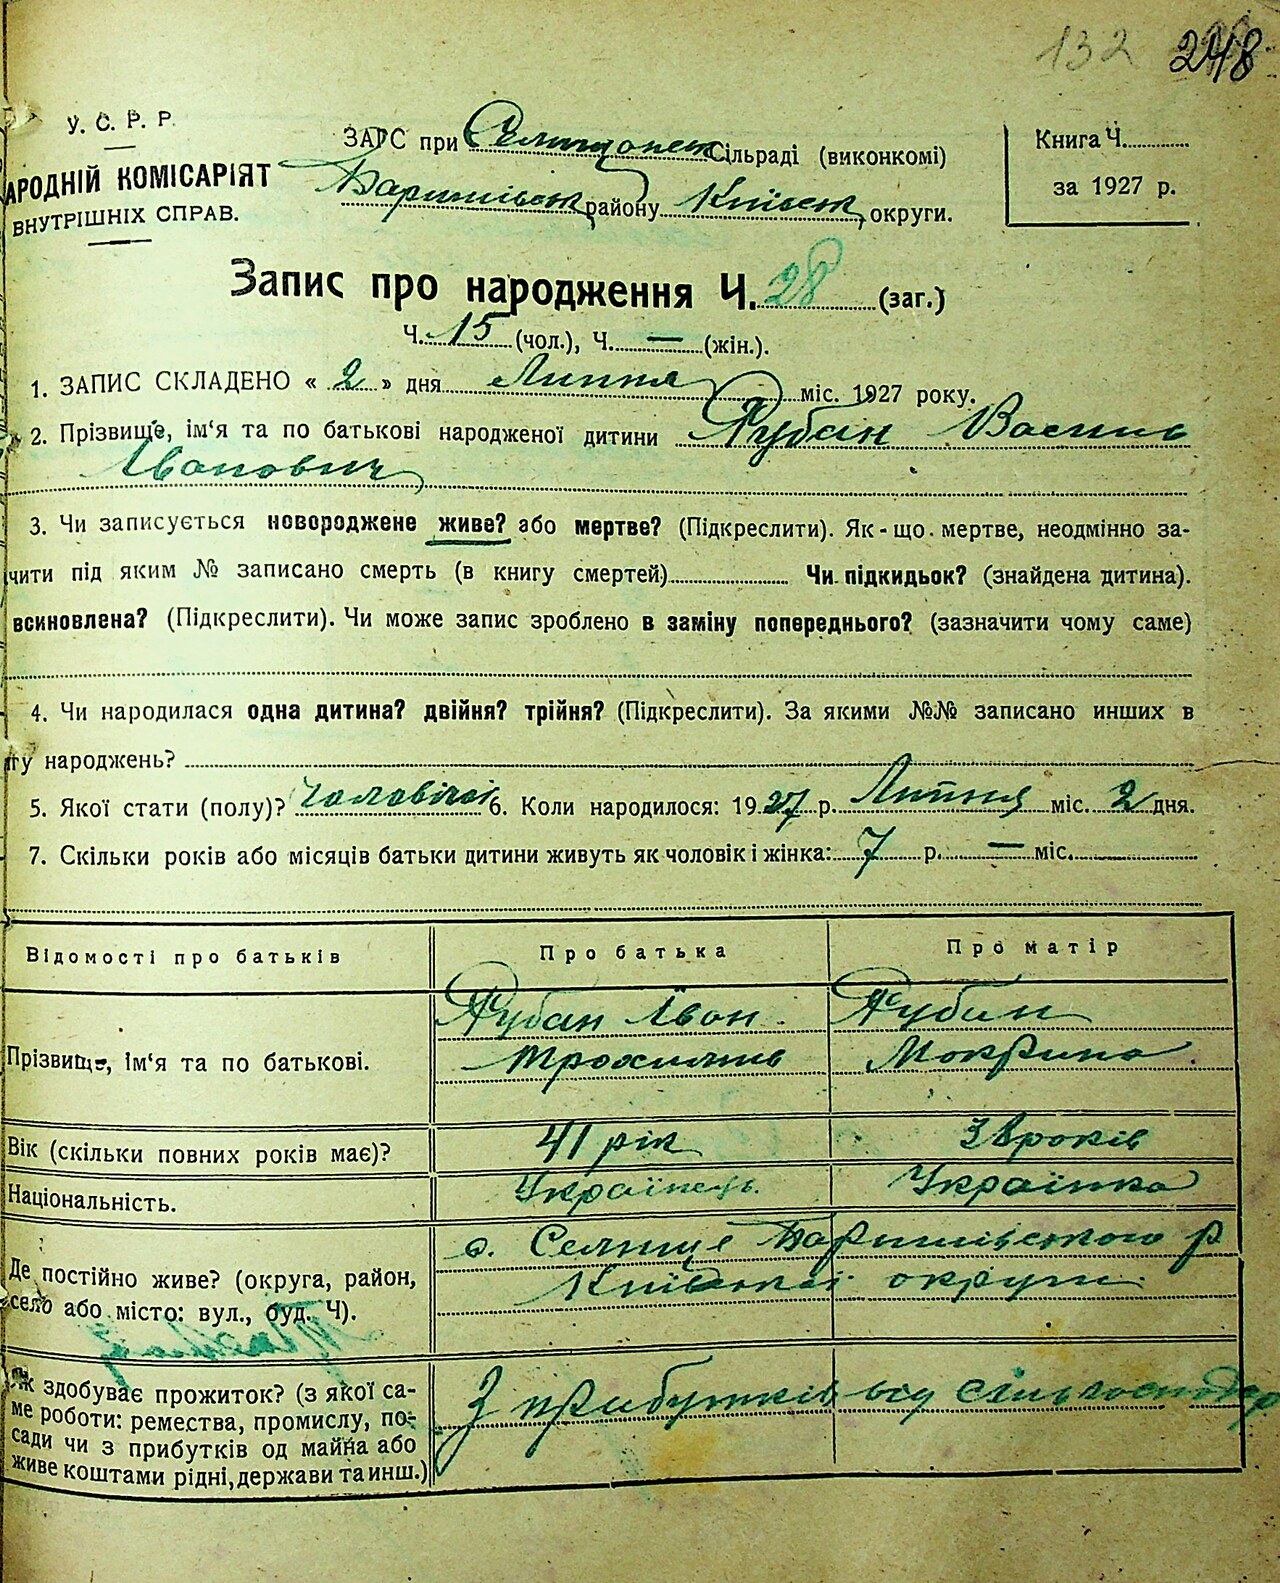 132 248
У. С. Р. Р.
АРОДНІЙ КОМІСАРІЯТ
ВНУТРІШНІХ СПРАВ.
ЗАГС при Селищанськ Сільраді (виконкомі)
Баришівськ району Київськ округи.
Книга Ч.
за 1927 р.
Запис про народження Ч. 28 (заг.)
Ч. 15 (чол.), Ч. — (жін.).
1. ЗАПИС СКЛАДЕНО « 2 » дня Липня міс. 1927 року.
2. Прізвище, ім‘я та по батькові народженої дитини Рубан Василь
Іванович
3. Чи записується новороджене живе? або мертве? (Підкреслити). Як-що мертве, неодмінно за-
чити під яким № записано смерть (в книгу смертей) Чи підкидьок? (знайдена дитина).
всиновлена? (Підкреслити). Чи може запис зроблено в заміну попереднього? (зазначити чому саме)
4. Чи народилася одна дитина? двійня? трійня? (Підкреслити). За якими №№ записано инших в
гу народжень?
5. Якої стати (полу)? чоловічої 6. Коли народилося: 1927 р. Липня міс. 2 дня.
7. Скільки років або місяців батьки дитини живуть як чоловік і жінка: 7 р. — міс.
Відомості про батьків Про батька Про матір
Прізвище, ім‘я та по батькові. Рубан Іван Рубан
Трохимив Мокрина
Вік (скільки повних років має)? 41 рік років
Національність. Українець. Українка
Де постійно живе? (округа, район, с. Селище Баришівського р
село або місто: вул., буд. Ч). Київської округи
Як здобуває прожиток? (з якої са-
ме роботи: ремества, промислу, по- З прибутків від
сади чи з прибутків од майна або
живе коштами рідні, держави та инш.)